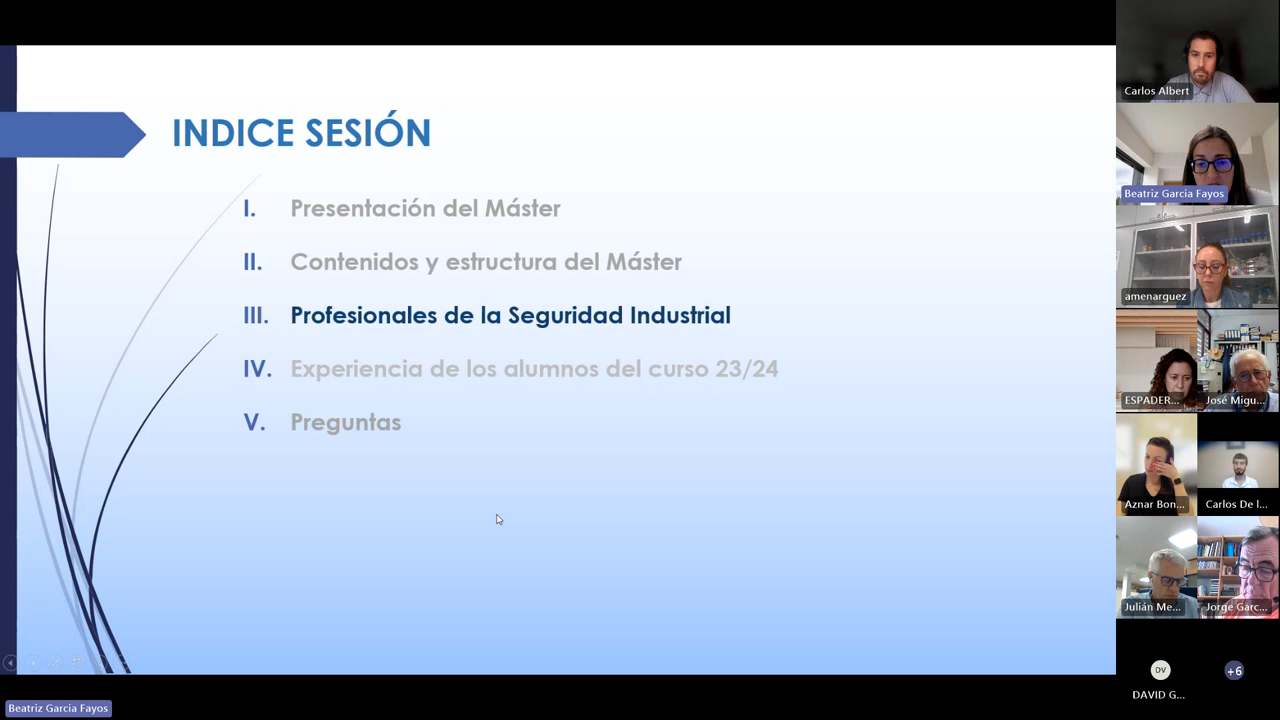 INDICE SESIÓN
I. Presentación del Máster
II. Contenidos y estructura del Máster
III. Profesionales de la Seguridad Industrial
IV. Experiencia de los alumnos del curso 23/24
V. Preguntas
Carlos Albert
Beatriz Garcia Fayos
amenarguez
ESPADER...
José Migu...
Aznar Bon...
Carlos De l...
Julián Me...
Jorge Garc...
DV
+6
DAVID G...
Beatriz Garcia Fayos